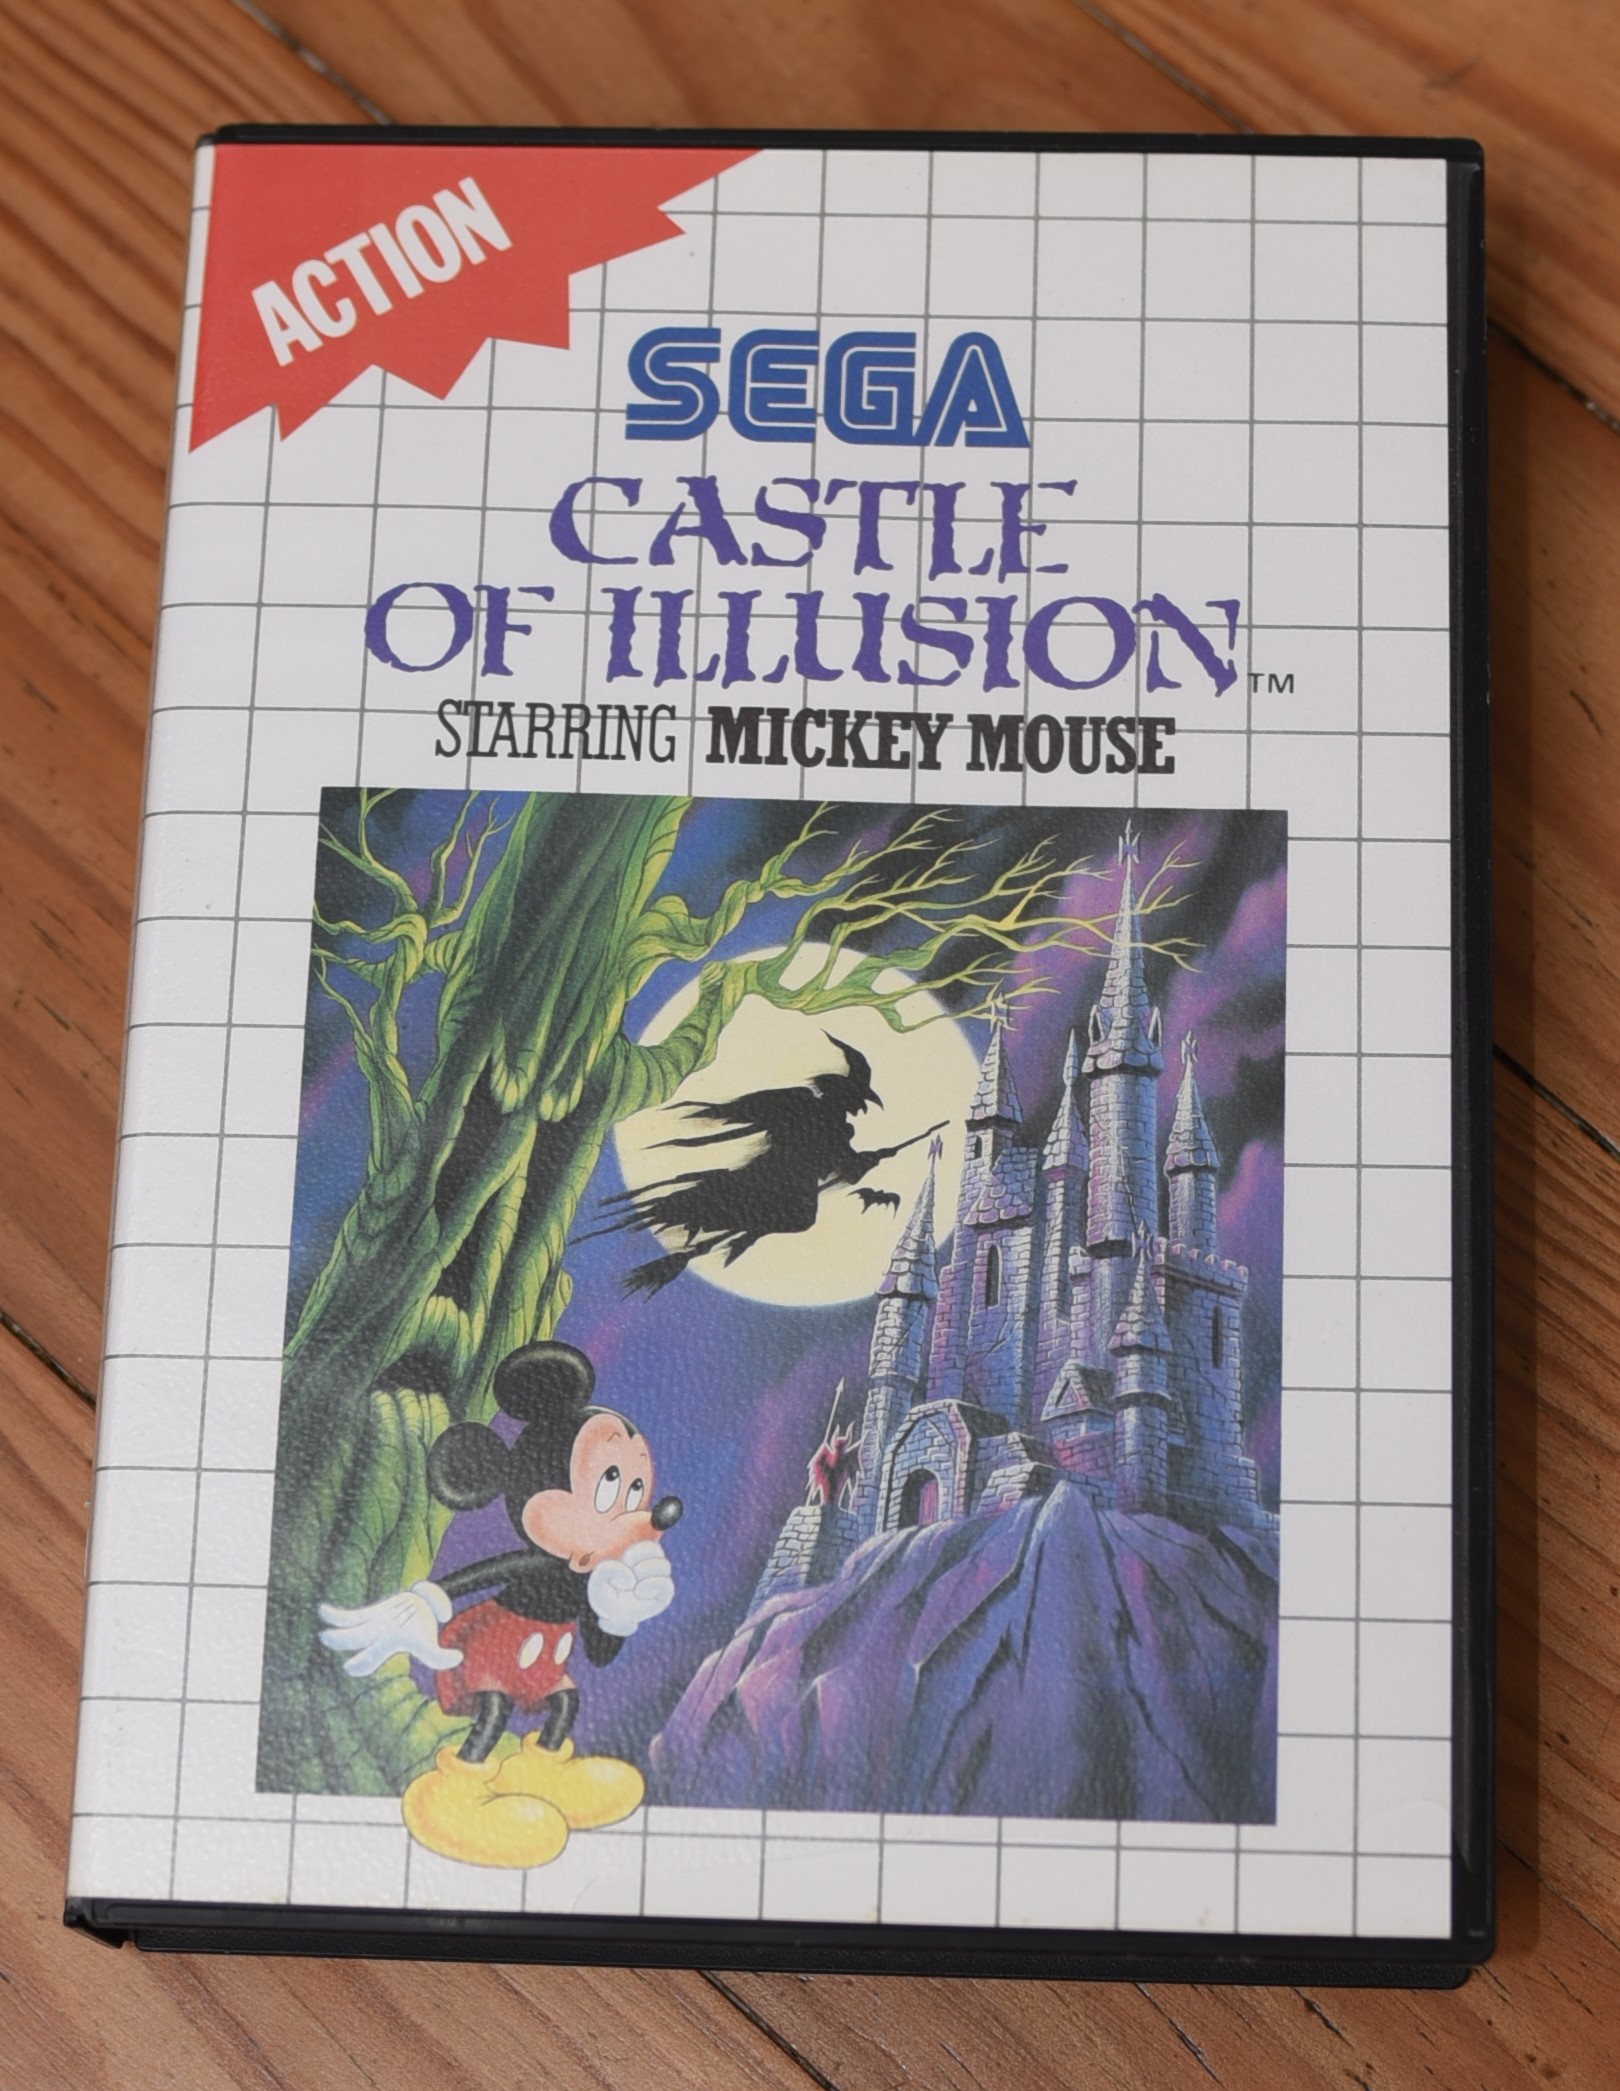 ACTION
SEGA
CASTLE
OF ILLUSION™
STARRING MICKEY MOUSE